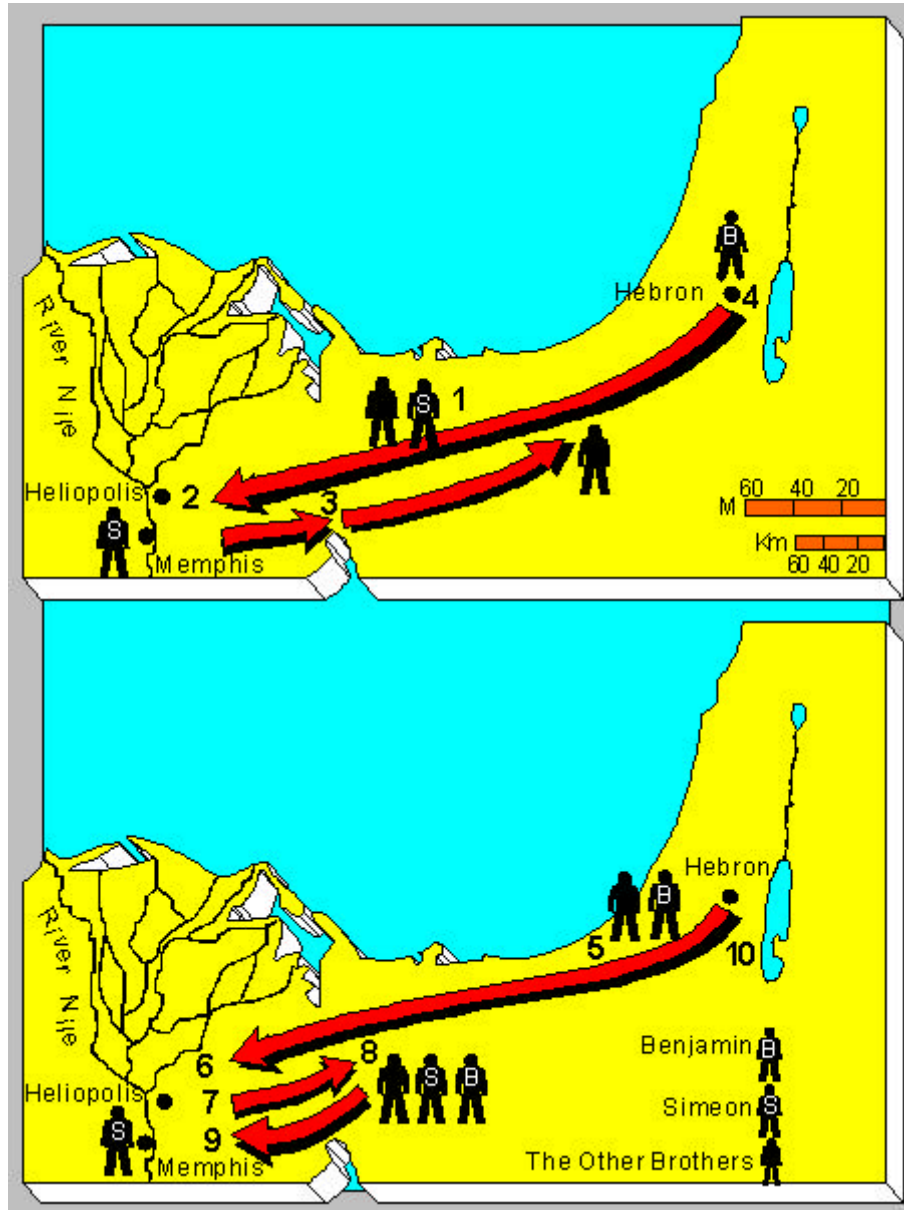 B
Hebron 4
River Nile
S 1
Heliopolis 2
3
60 40 20
M
S
Km
60 40 20
Memphis
Hebron
B
River Nile
5
10
8
6
Benjamin B
S B
Heliopolis 7
Simeon S
S
9
Memphis
The Other Brothers